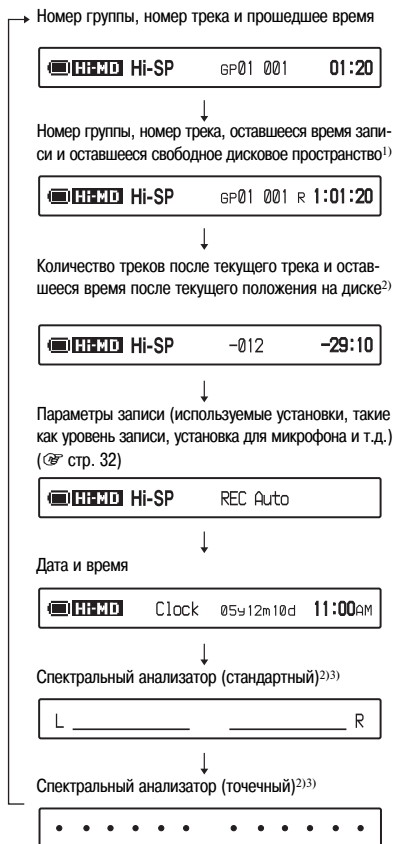 Номер группы, номер трека и прошедшее время
Hi-MD Hi-SP GP01 001 01:20
Номер группы, номер трека, оставшееся время запи-
си и оставшееся свободное дисковое пространство1)
Hi-MD Hi-SP GP01 001 R 1:01:20
Количество треков после текущего трека и остав-
шееся время после текущего положения на диске2)
Hi-MD Hi-SP -012 -29:10
Параметры записи (используемые установки, такие
как уровень записи, установка для микрофона и т.д.)
(☞ стр. 32)
Hi-MD Hi-SP REC Auto
Дата и время
Hi-MD Clock 05y12m10d 11:00AM
Спектральный анализатор (стандартный)2)3)
L R
Спектральный анализатор (точечный)2)3)